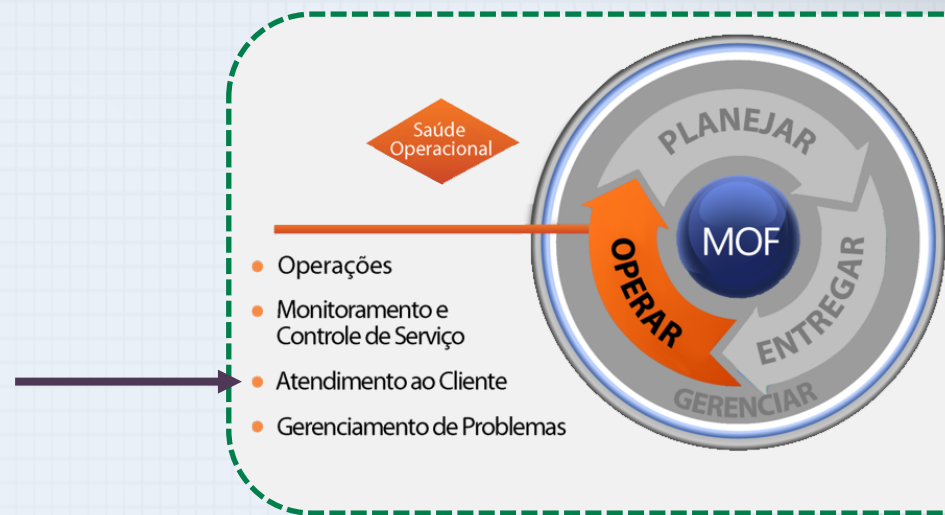 Saúde
Operacional
PLANEJAR
MOF
OPERAR
ENTREGAR
GERENCIAR
Operações
Monitoramento e
Controle de Serviço
Atendimento ao Cliente
Gerenciamento de Problemas